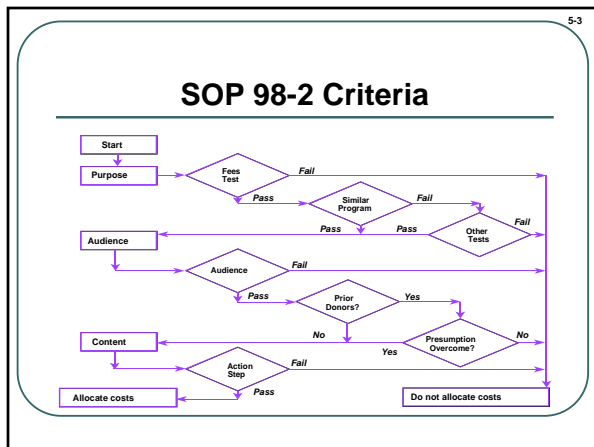 5-3
SOP 98-2 Criteria
Start
Purpose
Fees
Test
Fail
Pass
Similar
Program
Fail
Pass
Pass
Other
Tests
Fail
Audience
Audience
Fail
Pass
Prior
Donors?
Yes
No
Yes
Presumption
Overcome?
No
Content
Action
Step
Fail
Pass
Allocate costs
Do not allocate costs